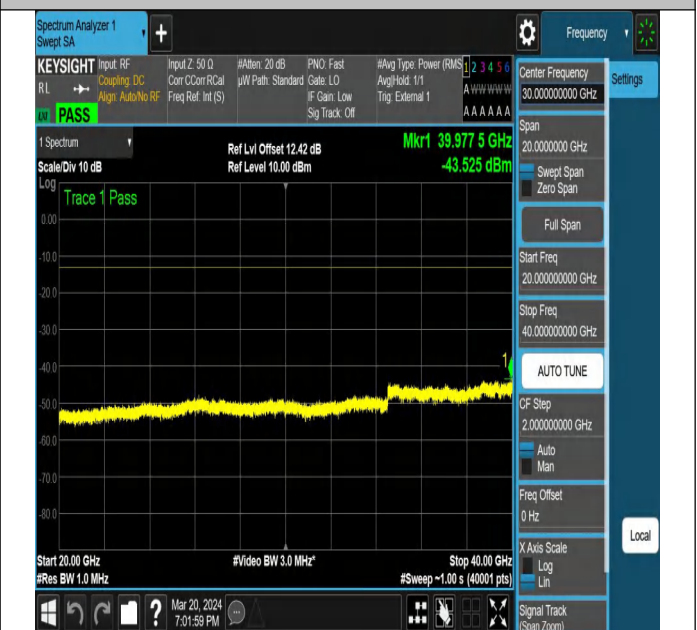 Spectrum Analyzer 1
Swept SA
Frequency
KEYSIGHT
RL
LXI
PASS
Input: RF
Coupling: DC
Align: Auto/No RF
Input Z: 50 Ω
Corr CCorr RCal
Freq Ref: Int (S)
#Atten: 20 dB
µW Path: Standard
PNO: Fast
Gate: LO
IF Gain: Low
Sig Track: Off
#Avg Type: Power (RMS
Avg|Hold: 1/1
Trig: External 1
1 2 3 4 5 6
A W W W W W
A A A A A A
1 Spectrum
Scale/Div 10 dB
Ref Lvl Offset 12.42 dB
Ref Level 10.00 dBm
Mkr1 39.977 5 GHz
-43.525 dBm
Log
Trace 1 Pass
0.00
-10.0
-20.0
-30.0
-40.0
-50.0
-60.0
-70.0
-80.0
1
Start 20.00 GHz
#Res BW 1.0 MHz
#Video BW 3.0 MHz*
Stop 40.00 GHz
#Sweep ~1.00 s (40001 pts)
Mar 20, 2024
7:01:59 PM
Center Frequency
30.000000000 GHz
Settings
Span
20.0000000 GHz
Swept Span
Zero Span
Full Span
Start Freq
20.000000000 GHz
Stop Freq
40.000000000 GHz
AUTO TUNE
CF Step
2.000000000 GHz
Auto
Man
Freq Offset
0 Hz
X Axis Scale
Log
Lin
Local
Signal Track
(Span Zoom)